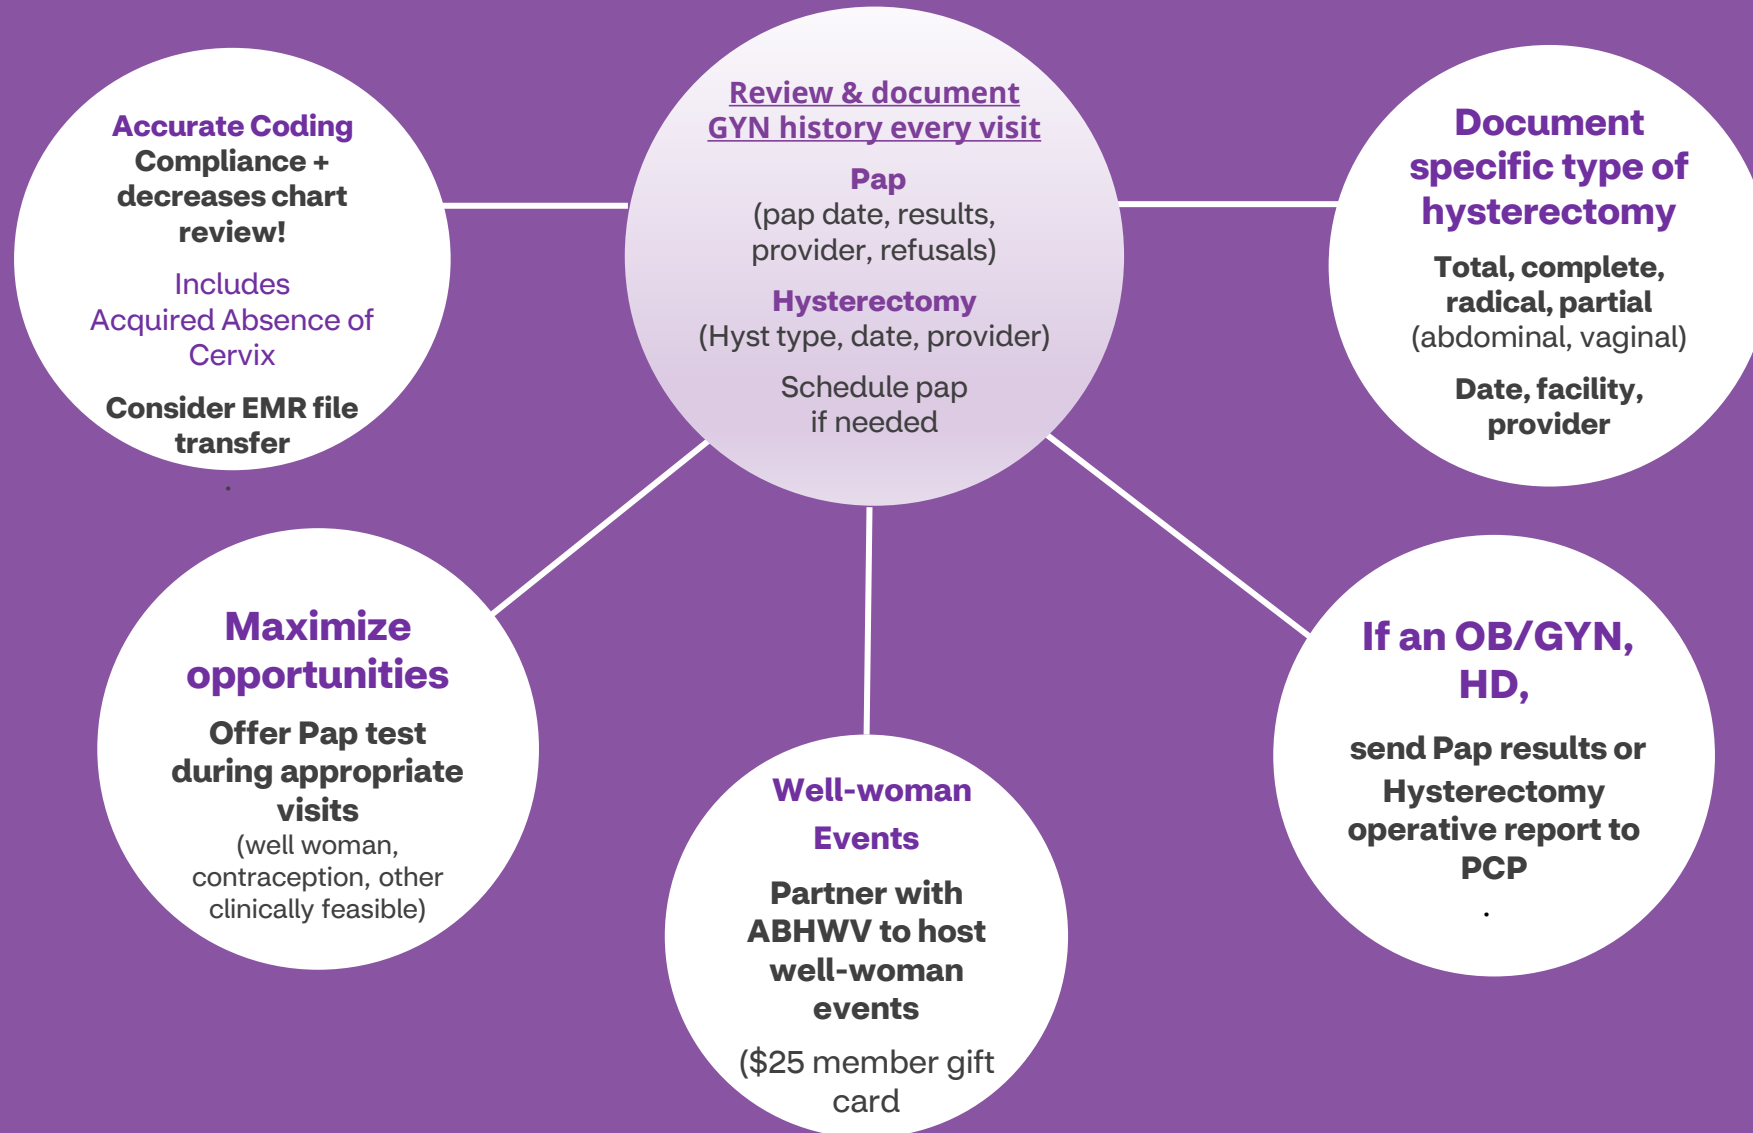 Accurate Coding
Compliance +
decreases chart
review!
Includes
Acquired Absence of
Cervix
Consider EMR file
transfer
.
Review & document
GYN history every visit
Pap
(pap date, results,
provider, refusals)
Hysterectomy
(Hyst type, date, provider)
Schedule pap
if needed
Document
specific type of
hysterectomy
Total, complete,
radical, partial
(abdominal, vaginal)
Date, facility,
provider
Maximize
opportunities
Offer Pap test
during appropriate
visits
(well woman,
contraception, other
clinically feasible)
Well-woman
Events
Partner with
ABHWV to host
well-woman
events
($25 member gift
card
If an OB/GYN,
HD,
send Pap results or
Hysterectomy
operative report to
PCP
.